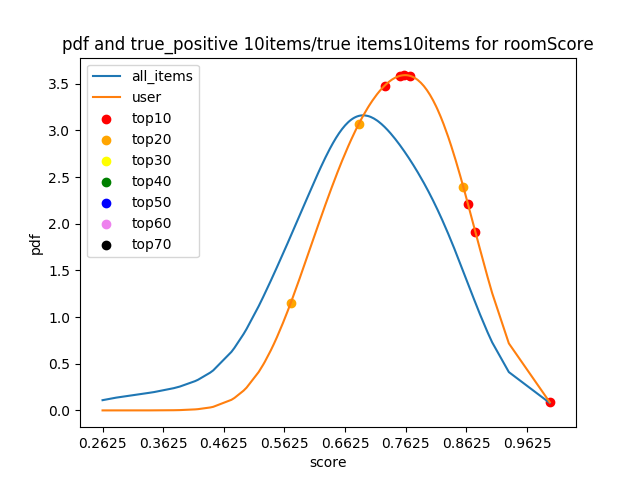 pdf and true_positive 10items/true items10items for roomScore
all_items
user
top10
top20
top30
top40
top50
top60
top70
pdf
3.5
3.0
2.5
2.0
1.5
1.0
0.5
0.0
0.2625 0.3625 0.4625 0.5625 0.6625 0.7625 0.8625 0.9625
score